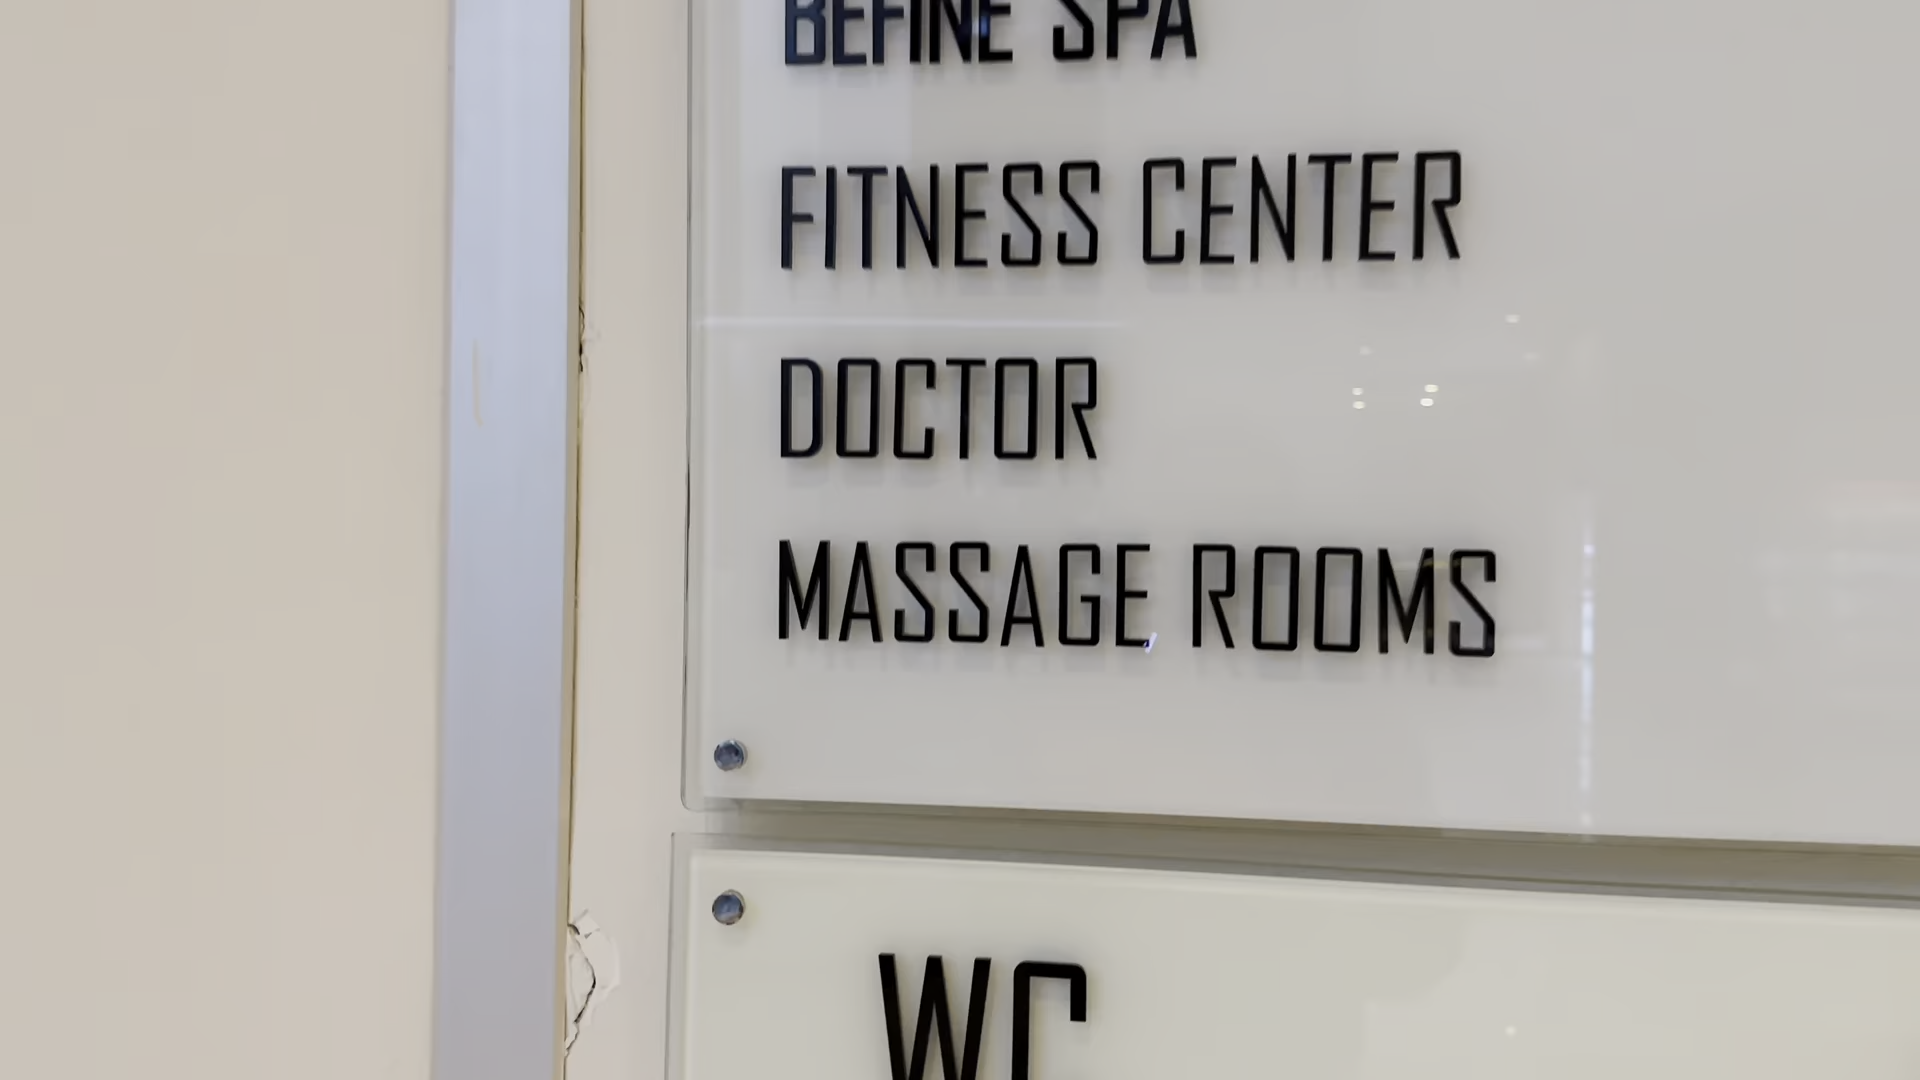 BEFINE SPA
FITNESS CENTER
DOCTOR
MASSAGE ROOMS
WC